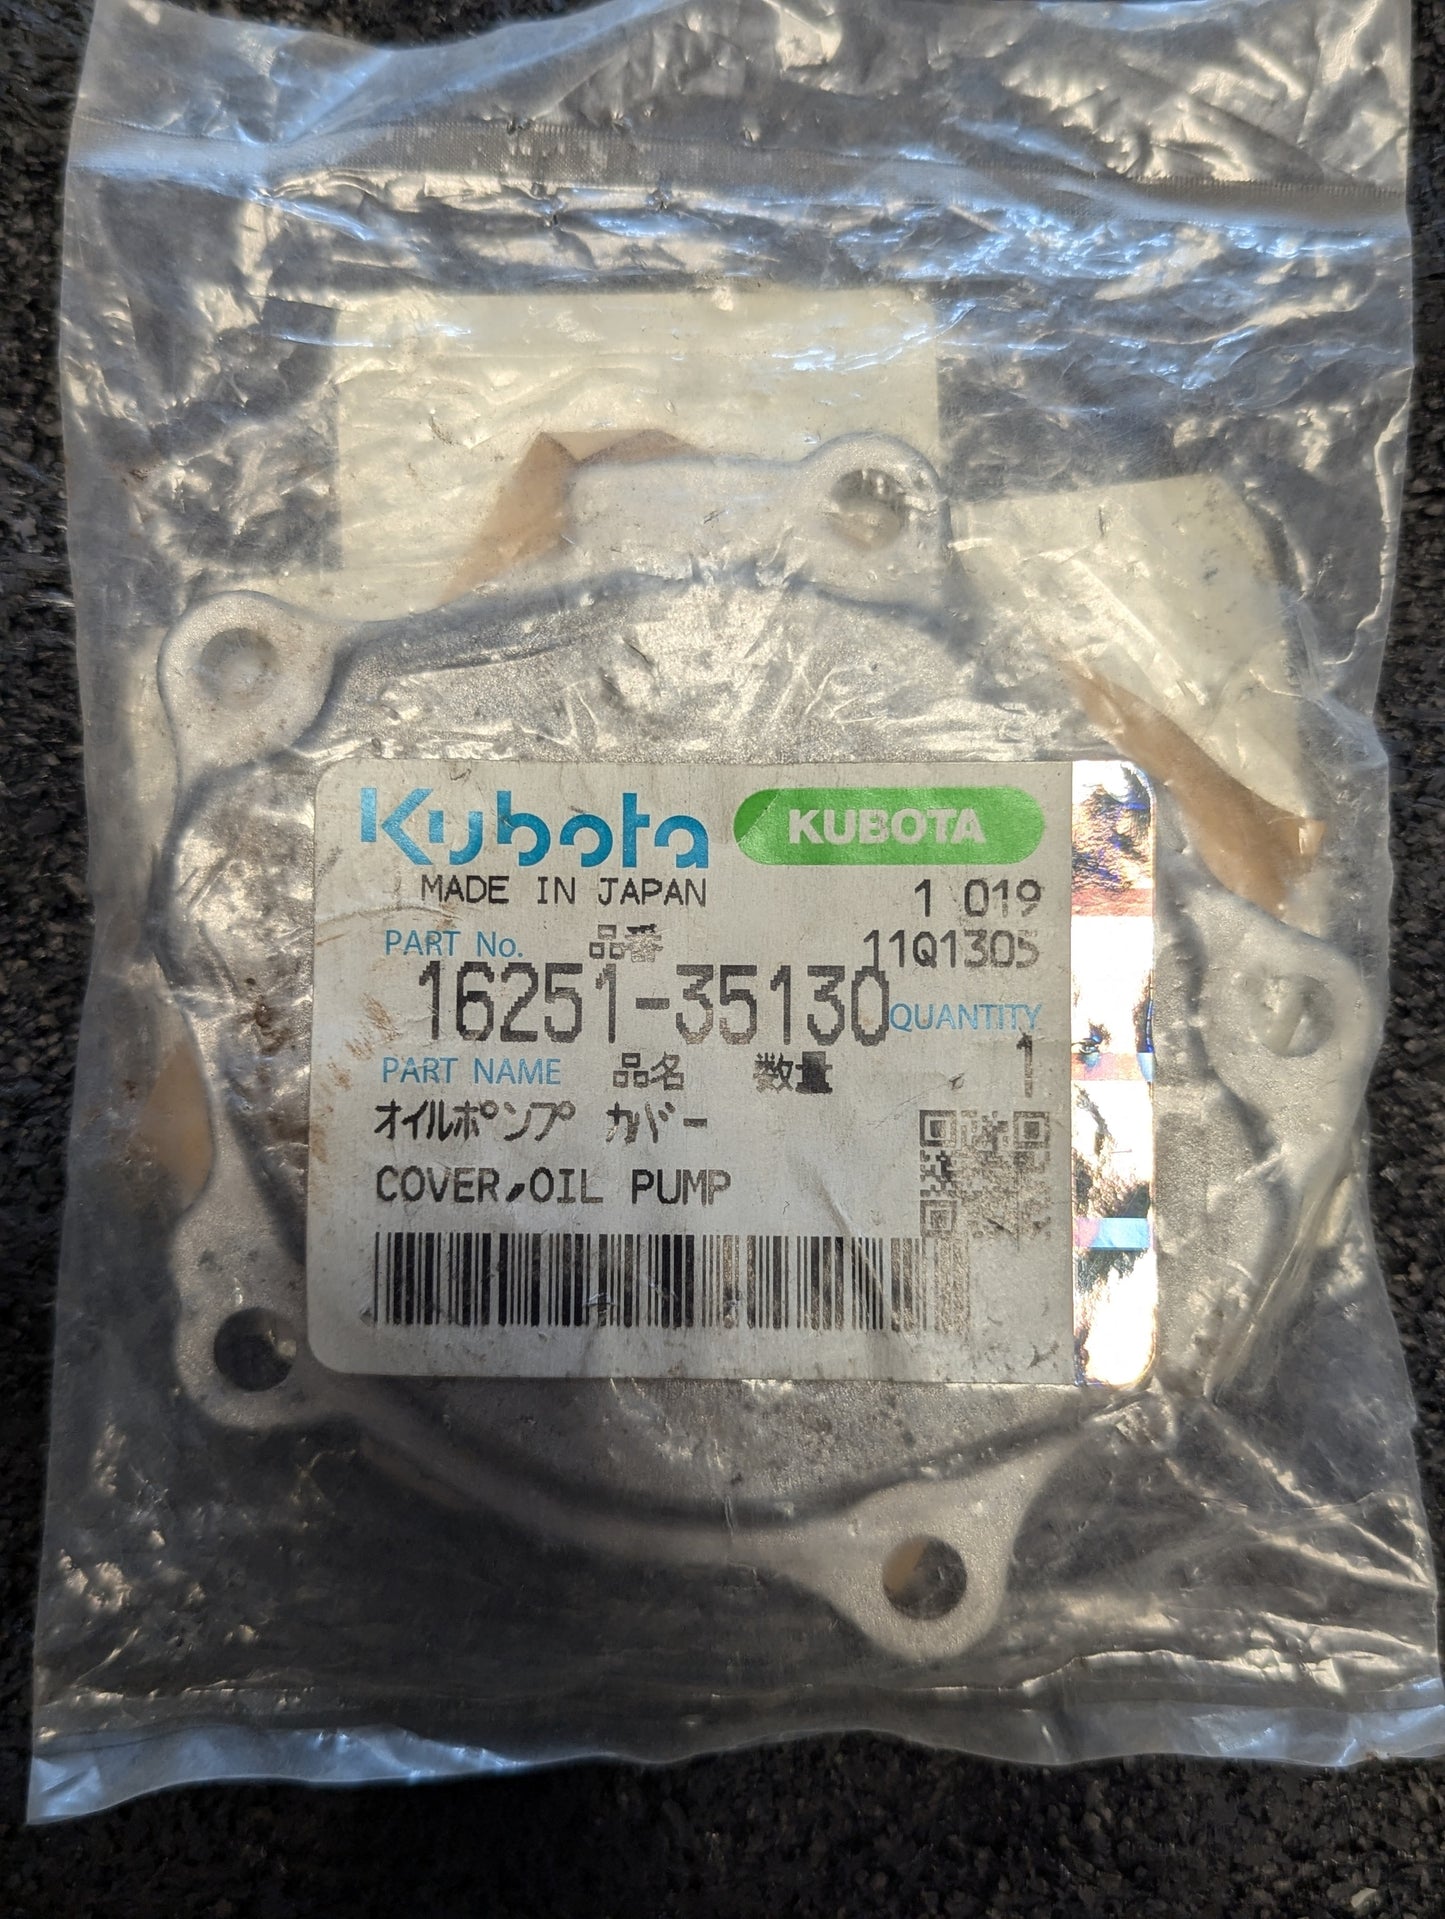 Kubota KUBOTA
MADE IN JAPAN 1 019
PART No. 品番 11Q1305
16251-35130 QUANTITY
PART NAME 品名 数量 1
オイルポンプ カバー
COVER,OIL PUMP